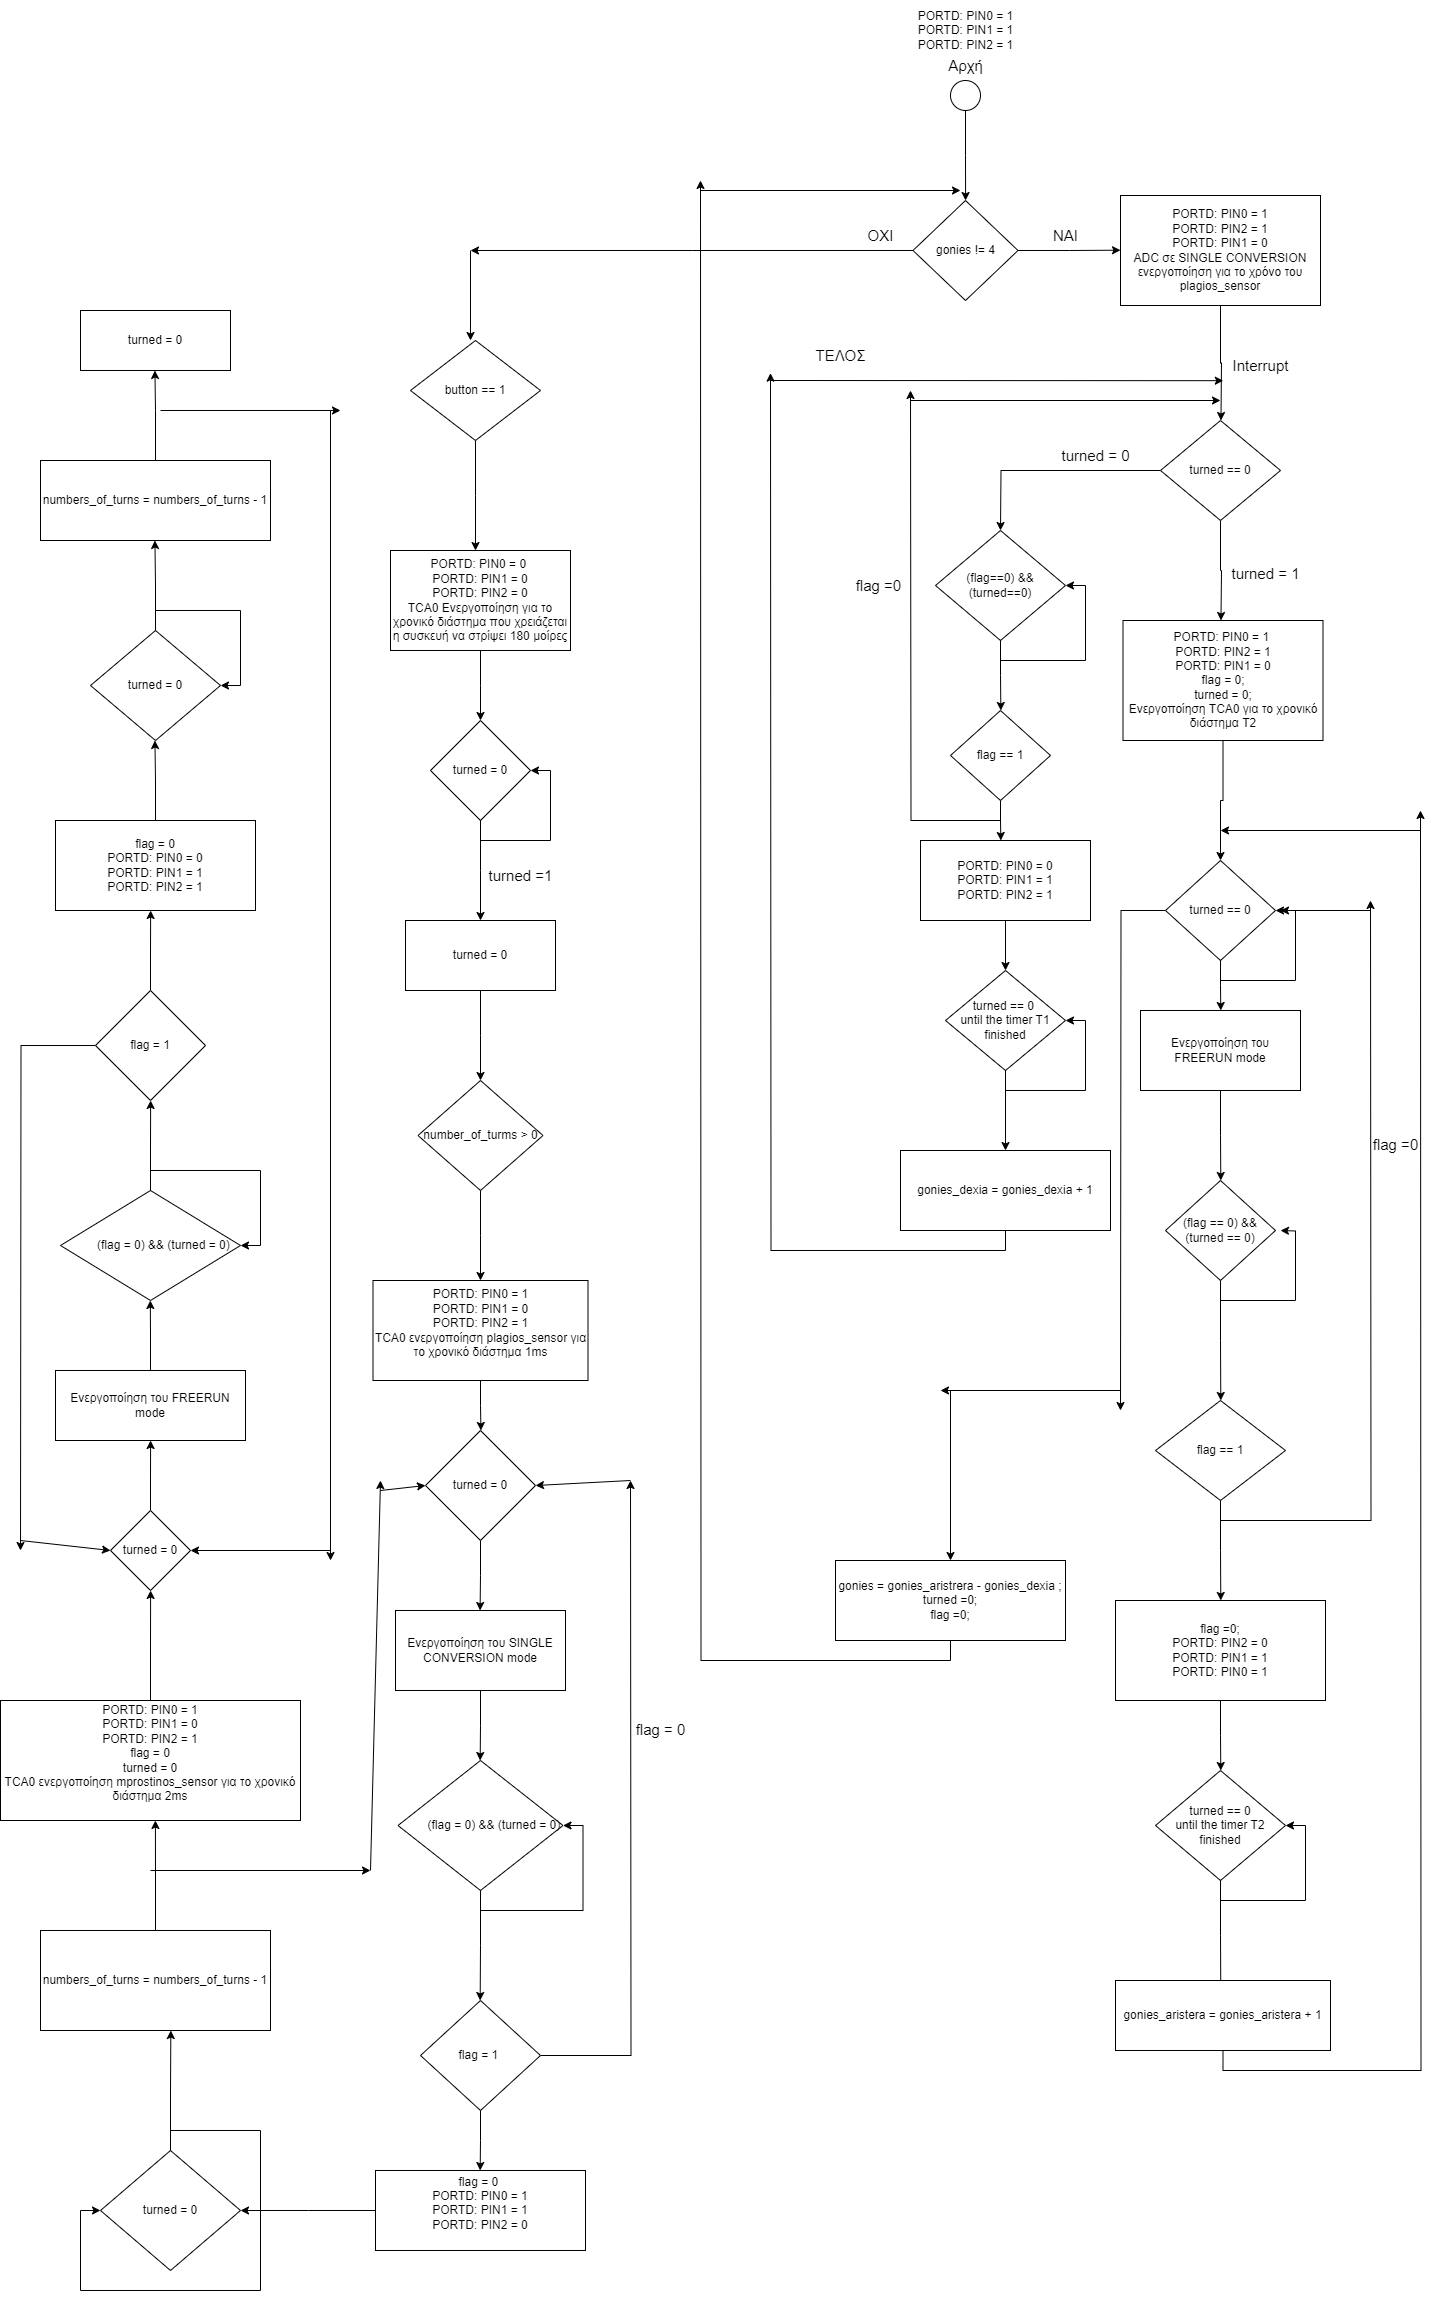 PORTD: PIN0 = 1
PORTD: PIN1 = 1
PORTD: PIN2 = 1
Αρχή
gonies != 4
ΟΧΙ
ΝΑΙ
PORTD: PIN0 = 1
PORTD: PIN2 = 1
PORTD: PIN1 = 0
ADC σε SINGLE CONVERSION
ενεργοποίηση για το χρόνο του
plagios_sensor
Interrupt
ΤΕΛΟΣ
turned == 0
turned = 0
turned = 1
(flag==0) &&
(turned==0)
flag =0
flag == 1
PORTD: PIN0 = 0
PORTD: PIN1 = 1
PORTD: PIN2 = 1
turned == 0
until the timer T1
finished
gonies_dexia = gonies_dexia + 1
PORTD: PIN0 = 1
PORTD: PIN2 = 1
PORTD: PIN1 = 0
flag = 0;
turned = 0;
Ενεργοποίηση TCA0 για το χρονικό
διάστημα T2
turned == 0
Ενεργοποίηση του
FREERUN mode
flag =0
(flag == 0) &&
(turned == 0)
flag == 1
flag =0;
PORTD: PIN2 = 0
PORTD: PIN1 = 1
PORTD: PIN0 = 1
turned == 0
until the timer T2
finished
gonies_aristera = gonies_aristera + 1
gonies = gonies_aristrera - gonies_dexia ;
turned =0;
flag =0;
button == 1
PORTD: PIN0 = 0
PORTD: PIN1 = 0
PORTD: PIN2 = 0
TCA0 Ενεργοποίηση για το
χρονικό διάστημα που χρειάζεται
η συσκευή να στρίψει 180 μοίρες
turned = 0
turned =1
turned = 0
number_of_turms > 0
PORTD: PIN0 = 1
PORTD: PIN1 = 0
PORTD: PIN2 = 1
TCA0 ενεργοποίηση plagios_sensor για
το χρονικό διάστημα 1ms
turned = 0
Ενεργοποίηση του SINGLE
CONVERSION mode
flag = 0
(flag = 0) && (turned = 0)
flag = 1
flag = 0
PORTD: PIN0 = 1
PORTD: PIN1 = 1
PORTD: PIN2 = 0
turned = 0
numbers_of_turns = numbers_of_turns - 1
PORTD: PIN0 = 1
PORTD: PIN1 = 0
PORTD: PIN2 = 1
flag = 0
turned = 0
TCA0 ενεργοποίηση mprostinos_sensor για το χρονικό
διάστημα 2ms
turned = 0
Ενεργοποίηση του FREERUN
mode
(flag = 0) && (turned = 0)
flag = 1
flag = 0
PORTD: PIN0 = 0
PORTD: PIN1 = 1
PORTD: PIN2 = 1
turned = 0
numbers_of_turns = numbers_of_turns - 1
turned = 0